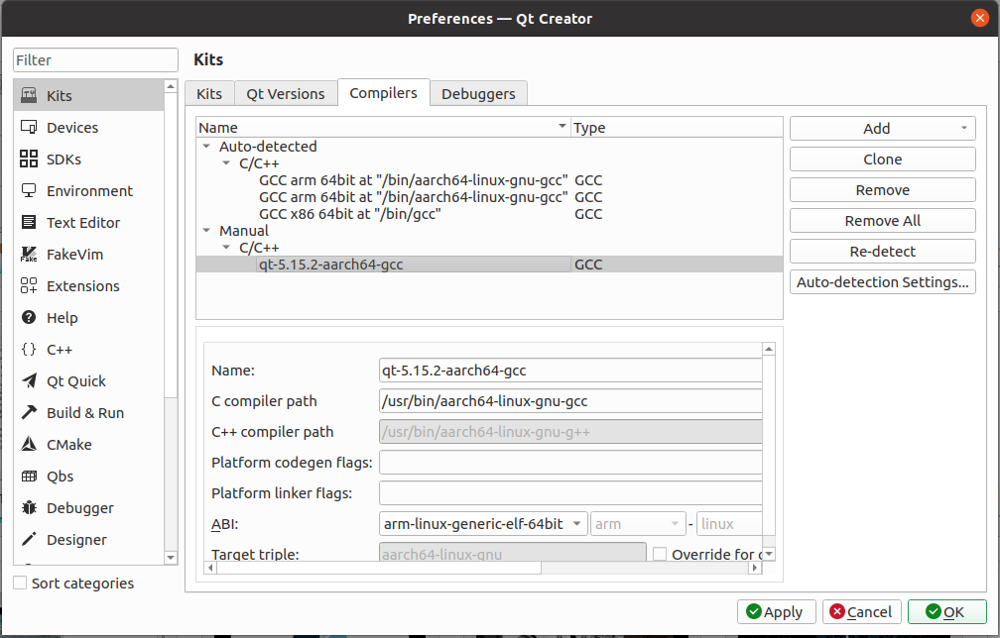 Preferences — Qt Creator
Filter
Kits
Devices
SDKs
Environment
Text Editor
FakeVim
Extensions
Help
C++
Qt Quick
Build & Run
CMake
Qbs
Debugger
Designer
Sort categories
Kits
Kits Qt Versions Compilers Debuggers
Name Type
Auto-detected
C/C++
GCC arm 64bit at "/bin/aarch64-linux-gnu-gcc" GCC
GCC arm 64bit at "/bin/aarch64-linux-gnu-gcc" GCC
GCC x86 64bit at "/bin/gcc" GCC
Manual
C/C++
qt-5.15.2-aarch64-gcc GCC
Add
Clone
Remove
Remove All
Re-detect
Auto-detection Settings...
Name: qt-5.15.2-aarch64-gcc
C compiler path /usr/bin/aarch64-linux-gnu-gcc
C++ compiler path /usr/bin/aarch64-linux-gnu-g++
Platform codegen flags:
Platform linker flags:
ABI: arm-linux-generic-elf-64bit arm - linux
Target triple: aarch64-linux-gnu Override for
Apply Cancel OK